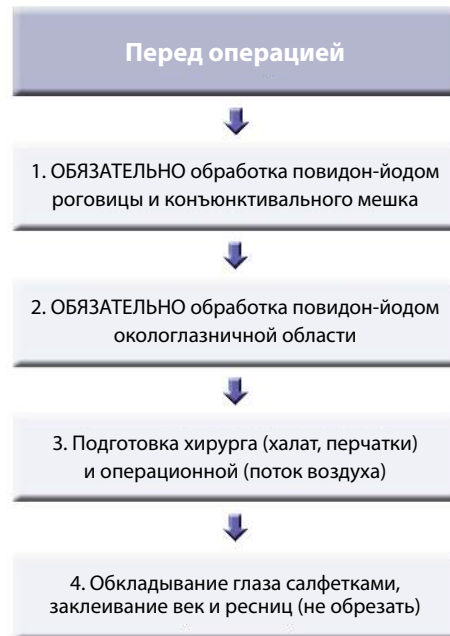 Перед операцией
1. ОБЯЗАТЕЛЬНО обработка повидон-йодом
роговицы и конъюнктивального мешка
2. ОБЯЗАТЕЛЬНО обработка повидон-йодом
окологлазничной области
3. Подготовка хирурга (халат, перчатки)
и операционной (поток воздуха)
4. Обкладывание глаза салфетками,
заклеивание век и ресниц (не обрезать)